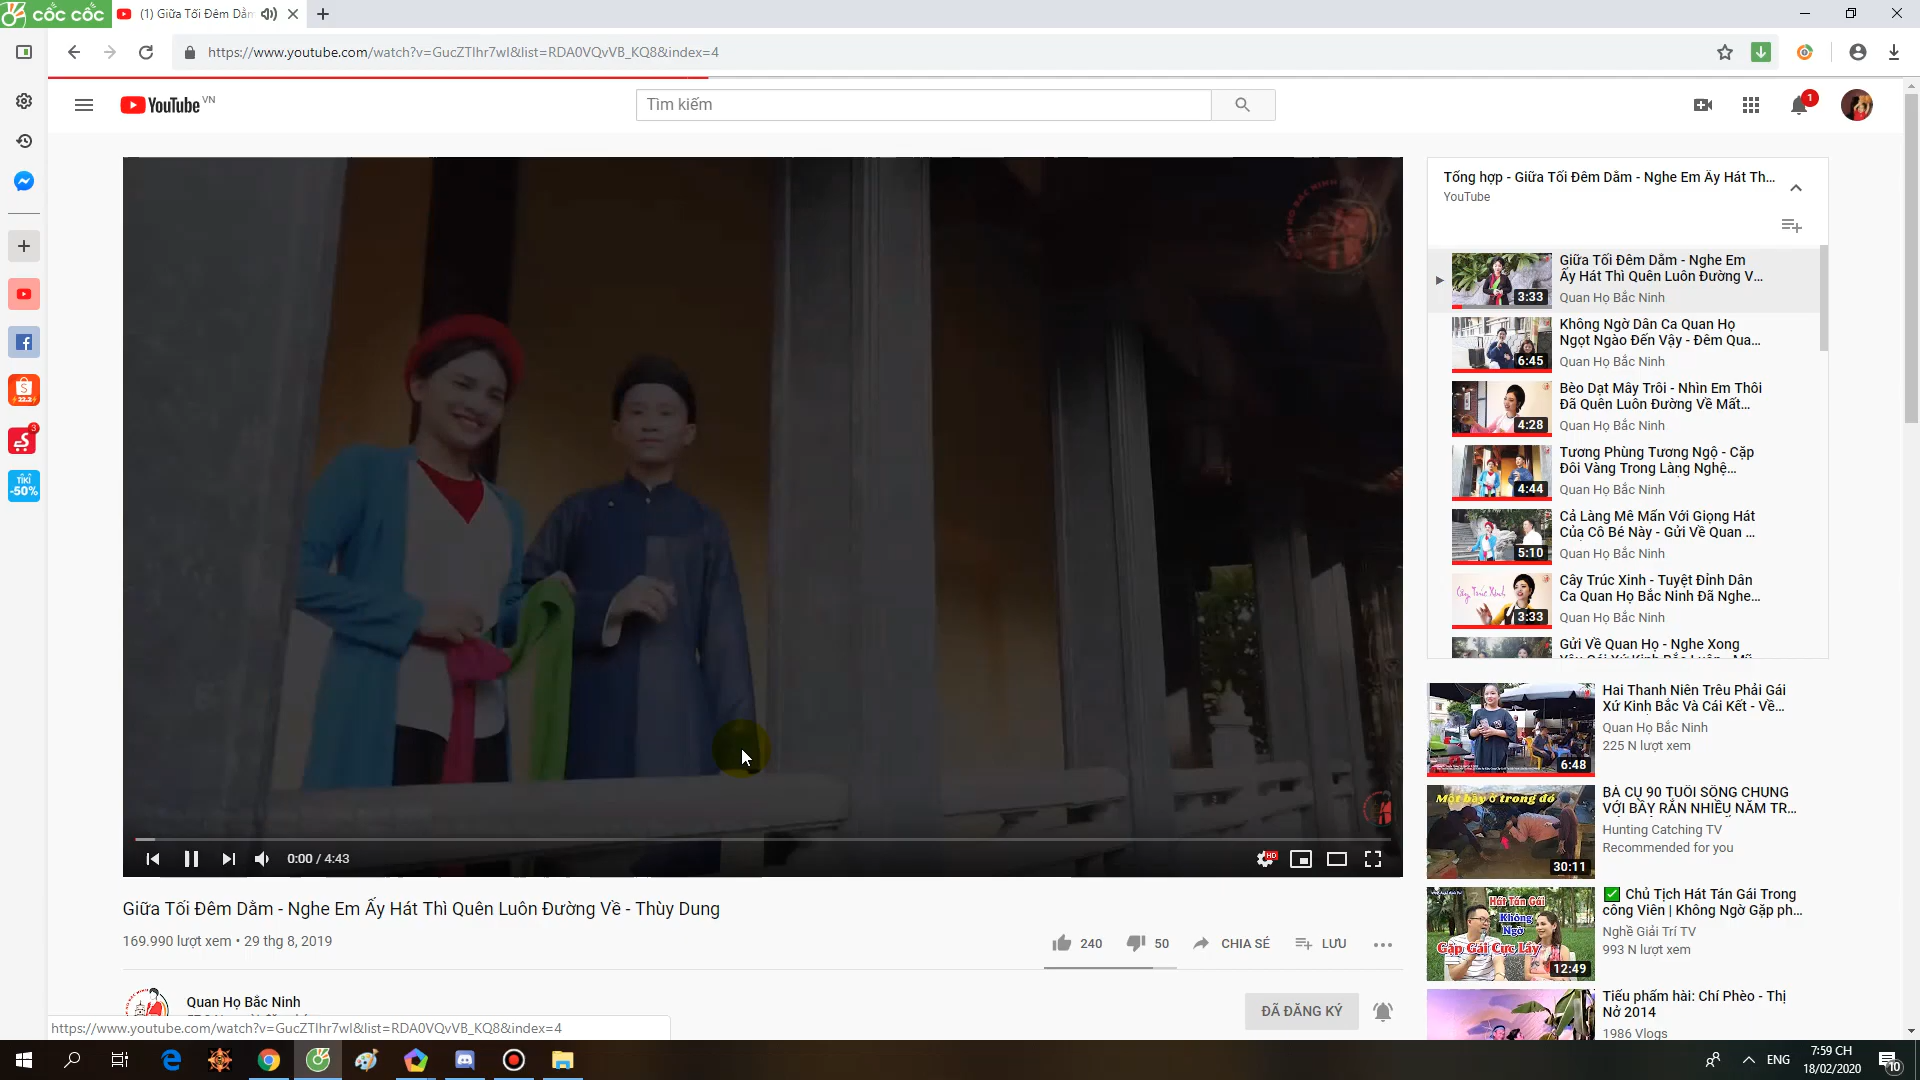 CỐC CỐC
(1) Giữa Tối Đêm Dằn
https://www.youtube.com/watch?v=GucZTIhr7wI&list=RDA0VQvVB_KQ8&index=4
YouTube VN
Tìm kiếm
1
3
TIKI
-50%
0:00 / 4:43
HD
Giữa Tối Đêm Dằm - Nghe Em Ấy Hát Thì Quên Luôn Đường Về - Thùy Dung
169.990 lượt xem • 29 thg 8, 2019
240
50
CHIA SẺ
LƯU
Quan Họ Bắc Ninh
ĐÃ ĐĂNG KÝ
Tổng hợp - Giữa Tối Đêm Dằm - Nghe Em Ấy Hát Th...
YouTube
Giữa Tối Đêm Dằm - Nghe Em
Ấy Hát Thì Quên Luôn Đường V...
Quan Họ Bắc Ninh
3:33
Không Ngờ Dân Ca Quan Họ
Ngọt Ngào Đến Vậy - Đêm Qua...
Quan Họ Bắc Ninh
6:45
Bèo Dạt Mây Trôi - Nhìn Em Thôi
Đã Quên Luôn Đường Về Mất...
Quan Họ Bắc Ninh
4:28
Tương Phùng Tương Ngộ - Cặp
Đôi Vàng Trong Làng Nghệ...
Quan Họ Bắc Ninh
4:44
Cả Làng Mê Mẩn Với Giọng Hát
Của Cô Bé Này - Gửi Về Quan ...
Quan Họ Bắc Ninh
5:10
Cây Trúc Xinh - Tuyệt Đỉnh Dân
Ca Quan Họ Bắc Ninh Đã Nghe...
Quan Họ Bắc Ninh
Cây Trúc Xinh
3:33
Gửi Về Quan Họ - Nghe Xong
Hai Thanh Niên Trêu Phải Gái
Xứ Kinh Bắc Và Cái Kết - Về...
Quan Họ Bắc Ninh
225 N lượt xem
6:48
BÀ CỤ 90 TUỔI SỐNG CHUNG
VỚI BẦY RẮN NHIỀU NĂM TR...
Hunting Catching TV
Recommended for you
Một bầy ở trong đó
30:11
Chủ Tịch Hát Tán Gái Trong
công Viên | Không Ngờ Gặp ph...
Nghề Giải Trí TV
993 N lượt xem
Hát Tán Gái
Không
Ngờ
Gặp Gái Cực Lầy
12:49
Tiểu phẩm hài: Chí Phèo - Thị
Nở 2014
1986 Vlogs
https://www.youtube.com/watch?v=GucZTIhr7wI&list=RDA0VQvVB_KQ8&index=4
ENG
7:59 CH
18/02/2020
10